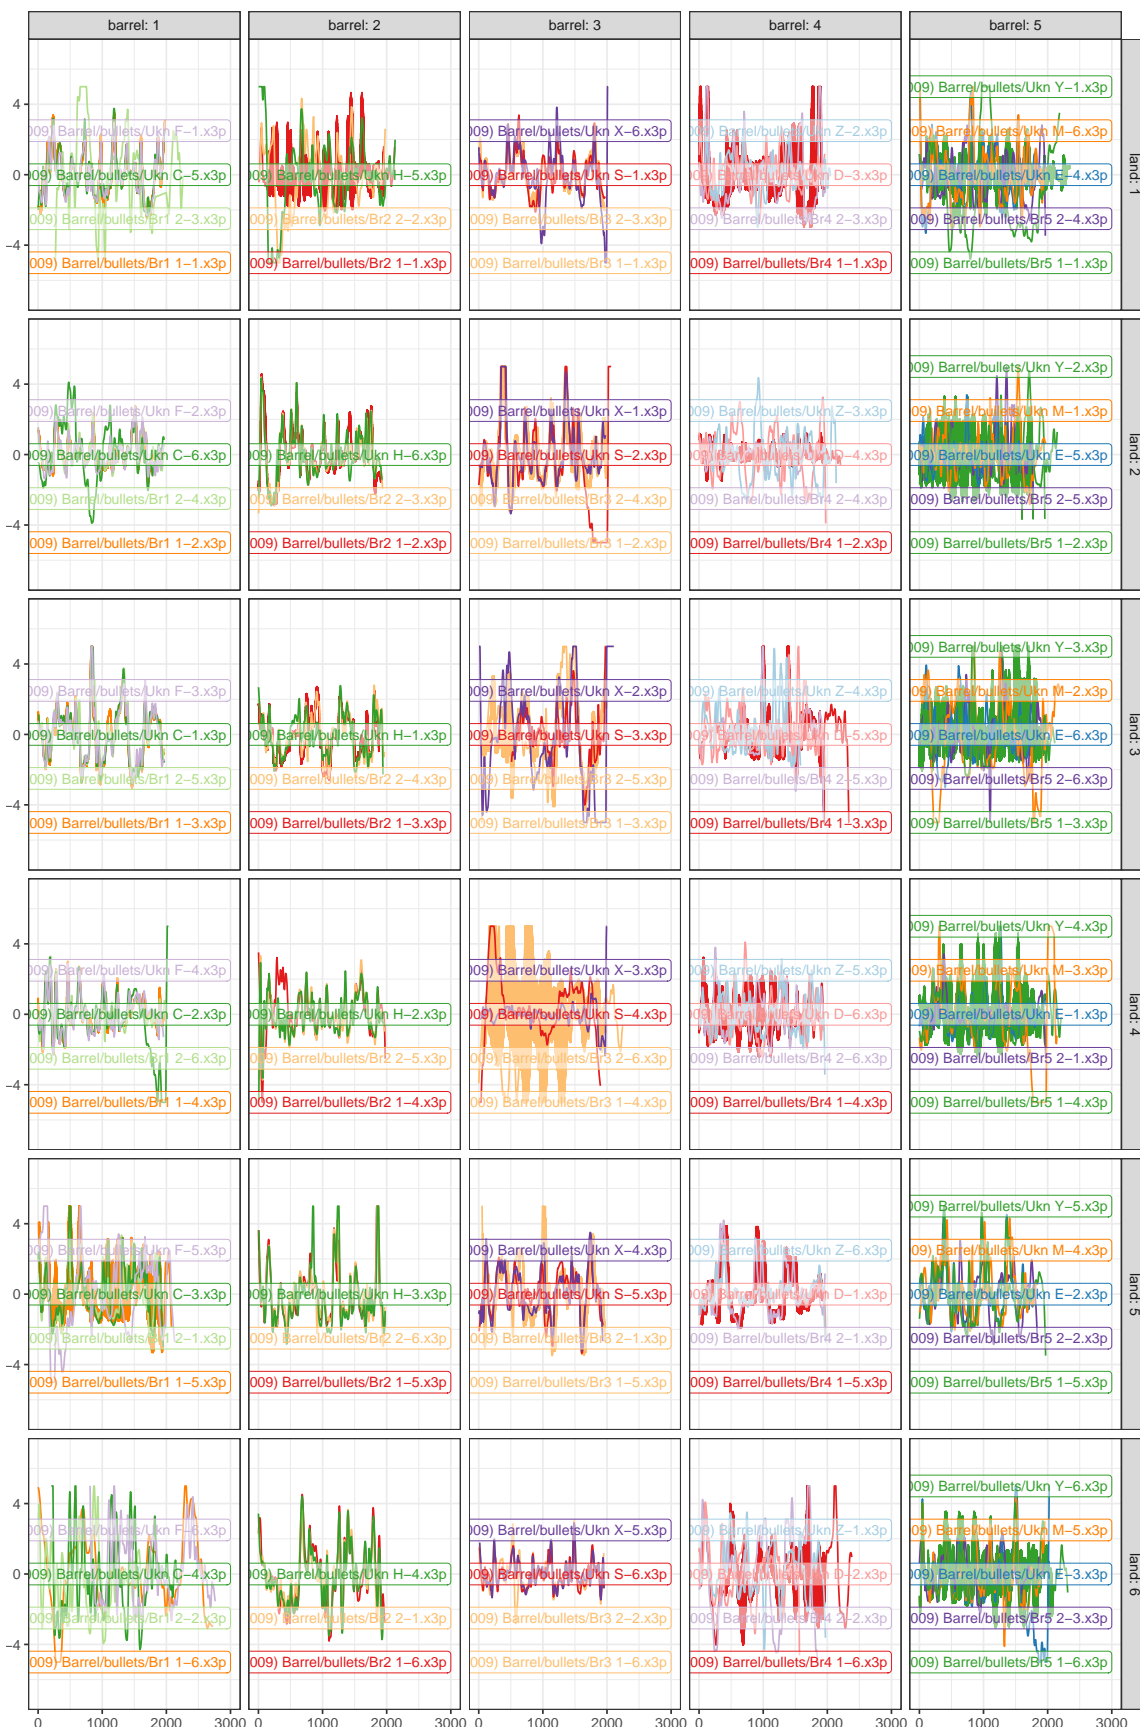 barrel: 1
barrel: 2
barrel: 3
barrel: 4
barrel: 5
4
0
−4
009) Barrel/bullets/Ukn F−1.x3p
009) Barrel/bullets/Ukn C−5.x3p
009) Barrel/bullets/Br1 2−3.x3p
009) Barrel/bullets/Br1 1−1.x3p
009) Barrel/bullets/Ukn H−5.x3p
009) Barrel/bullets/Br2 2−2.x3p
009) Barrel/bullets/Br2 1−1.x3p
009) Barrel/bullets/Ukn X−6.x3p
009) Barrel/bullets/Ukn S−1.x3p
009) Barrel/bullets/Br3 2−3.x3p
009) Barrel/bullets/Br3 1−1.x3p
009) Barrel/bullets/Ukn Z−2.x3p
009) Barrel/bullets/Ukn D−3.x3p
009) Barrel/bullets/Br4 2−3.x3p
009) Barrel/bullets/Br4 1−1.x3p
009) Barrel/bullets/Ukn Y−1.x3p
009) Barrel/bullets/Ukn M−6.x3p
009) Barrel/bullets/Ukn E−4.x3p
009) Barrel/bullets/Br5 2−4.x3p
009) Barrel/bullets/Br5 1−1.x3p
land: 1
4
0
−4
009) Barrel/bullets/Ukn F−2.x3p
009) Barrel/bullets/Ukn C−6.x3p
009) Barrel/bullets/Br1 2−4.x3p
009) Barrel/bullets/Br1 1−2.x3p
009) Barrel/bullets/Ukn H−6.x3p
009) Barrel/bullets/Br2 2−3.x3p
009) Barrel/bullets/Br2 1−2.x3p
009) Barrel/bullets/Ukn X−1.x3p
009) Barrel/bullets/Ukn S−2.x3p
009) Barrel/bullets/Br3 2−4.x3p
009) Barrel/bullets/Br3 1−2.x3p
009) Barrel/bullets/Ukn Z−3.x3p
009) Barrel/bullets/Ukn D−4.x3p
009) Barrel/bullets/Br4 2−4.x3p
009) Barrel/bullets/Br4 1−2.x3p
009) Barrel/bullets/Ukn Y−2.x3p
009) Barrel/bullets/Ukn M−1.x3p
009) Barrel/bullets/Ukn E−5.x3p
009) Barrel/bullets/Br5 2−5.x3p
009) Barrel/bullets/Br5 1−2.x3p
land: 2
4
0
−4
009) Barrel/bullets/Ukn F−3.x3p
009) Barrel/bullets/Ukn C−1.x3p
009) Barrel/bullets/Br1 2−5.x3p
009) Barrel/bullets/Br1 1−3.x3p
009) Barrel/bullets/Ukn H−1.x3p
009) Barrel/bullets/Br2 2−4.x3p
009) Barrel/bullets/Br2 1−3.x3p
009) Barrel/bullets/Ukn X−2.x3p
009) Barrel/bullets/Ukn S−3.x3p
009) Barrel/bullets/Br3 2−5.x3p
009) Barrel/bullets/Br3 1−3.x3p
009) Barrel/bullets/Ukn Z−4.x3p
009) Barrel/bullets/Ukn D−5.x3p
009) Barrel/bullets/Br4 2−5.x3p
009) Barrel/bullets/Br4 1−3.x3p
009) Barrel/bullets/Ukn Y−3.x3p
009) Barrel/bullets/Ukn M−2.x3p
009) Barrel/bullets/Ukn E−6.x3p
009) Barrel/bullets/Br5 2−6.x3p
009) Barrel/bullets/Br5 1−3.x3p
land: 3
4
0
−4
009) Barrel/bullets/Ukn F−4.x3p
009) Barrel/bullets/Ukn C−2.x3p
009) Barrel/bullets/Br1 2−6.x3p
009) Barrel/bullets/Br1 1−4.x3p
009) Barrel/bullets/Ukn H−2.x3p
009) Barrel/bullets/Br2 2−5.x3p
009) Barrel/bullets/Br2 1−4.x3p
009) Barrel/bullets/Ukn X−3.x3p
009) Barrel/bullets/Ukn S−4.x3p
009) Barrel/bullets/Br3 2−6.x3p
009) Barrel/bullets/Br3 1−4.x3p
009) Barrel/bullets/Ukn Z−5.x3p
009) Barrel/bullets/Ukn D−6.x3p
009) Barrel/bullets/Br4 2−6.x3p
009) Barrel/bullets/Br4 1−4.x3p
009) Barrel/bullets/Ukn Y−4.x3p
009) Barrel/bullets/Ukn M−3.x3p
009) Barrel/bullets/Ukn E−1.x3p
009) Barrel/bullets/Br5 2−1.x3p
009) Barrel/bullets/Br5 1−4.x3p
land: 4
4
0
−4
009) Barrel/bullets/Ukn F−5.x3p
009) Barrel/bullets/Ukn C−3.x3p
009) Barrel/bullets/Br1 2−1.x3p
009) Barrel/bullets/Br1 1−5.x3p
009) Barrel/bullets/Ukn H−3.x3p
009) Barrel/bullets/Br2 2−6.x3p
009) Barrel/bullets/Br2 1−5.x3p
009) Barrel/bullets/Ukn X−4.x3p
009) Barrel/bullets/Ukn S−5.x3p
009) Barrel/bullets/Br3 2−1.x3p
009) Barrel/bullets/Br3 1−5.x3p
009) Barrel/bullets/Ukn Z−6.x3p
009) Barrel/bullets/Ukn D−1.x3p
009) Barrel/bullets/Br4 2−1.x3p
009) Barrel/bullets/Br4 1−5.x3p
009) Barrel/bullets/Ukn Y−5.x3p
009) Barrel/bullets/Ukn M−4.x3p
009) Barrel/bullets/Ukn E−2.x3p
009) Barrel/bullets/Br5 2−2.x3p
009) Barrel/bullets/Br5 1−5.x3p
land: 5
4
0
−4
009) Barrel/bullets/Ukn F−6.x3p
009) Barrel/bullets/Ukn C−4.x3p
009) Barrel/bullets/Br1 2−2.x3p
009) Barrel/bullets/Br1 1−6.x3p
009) Barrel/bullets/Ukn H−4.x3p
009) Barrel/bullets/Br2 2−1.x3p
009) Barrel/bullets/Br2 1−6.x3p
009) Barrel/bullets/Ukn X−5.x3p
009) Barrel/bullets/Ukn S−6.x3p
009) Barrel/bullets/Br3 2−2.x3p
009) Barrel/bullets/Br3 1−6.x3p
009) Barrel/bullets/Ukn Z−1.x3p
009) Barrel/bullets/Ukn D−2.x3p
009) Barrel/bullets/Br4 2−2.x3p
009) Barrel/bullets/Br4 1−6.x3p
009) Barrel/bullets/Ukn Y−6.x3p
009) Barrel/bullets/Ukn M−5.x3p
009) Barrel/bullets/Ukn E−3.x3p
009) Barrel/bullets/Br5 2−3.x3p
009) Barrel/bullets/Br5 1−6.x3p
land: 6
0 1000 2000 3000
0 1000 2000 3000
0 1000 2000 3000
0 1000 2000 3000
0 1000 2000 3000